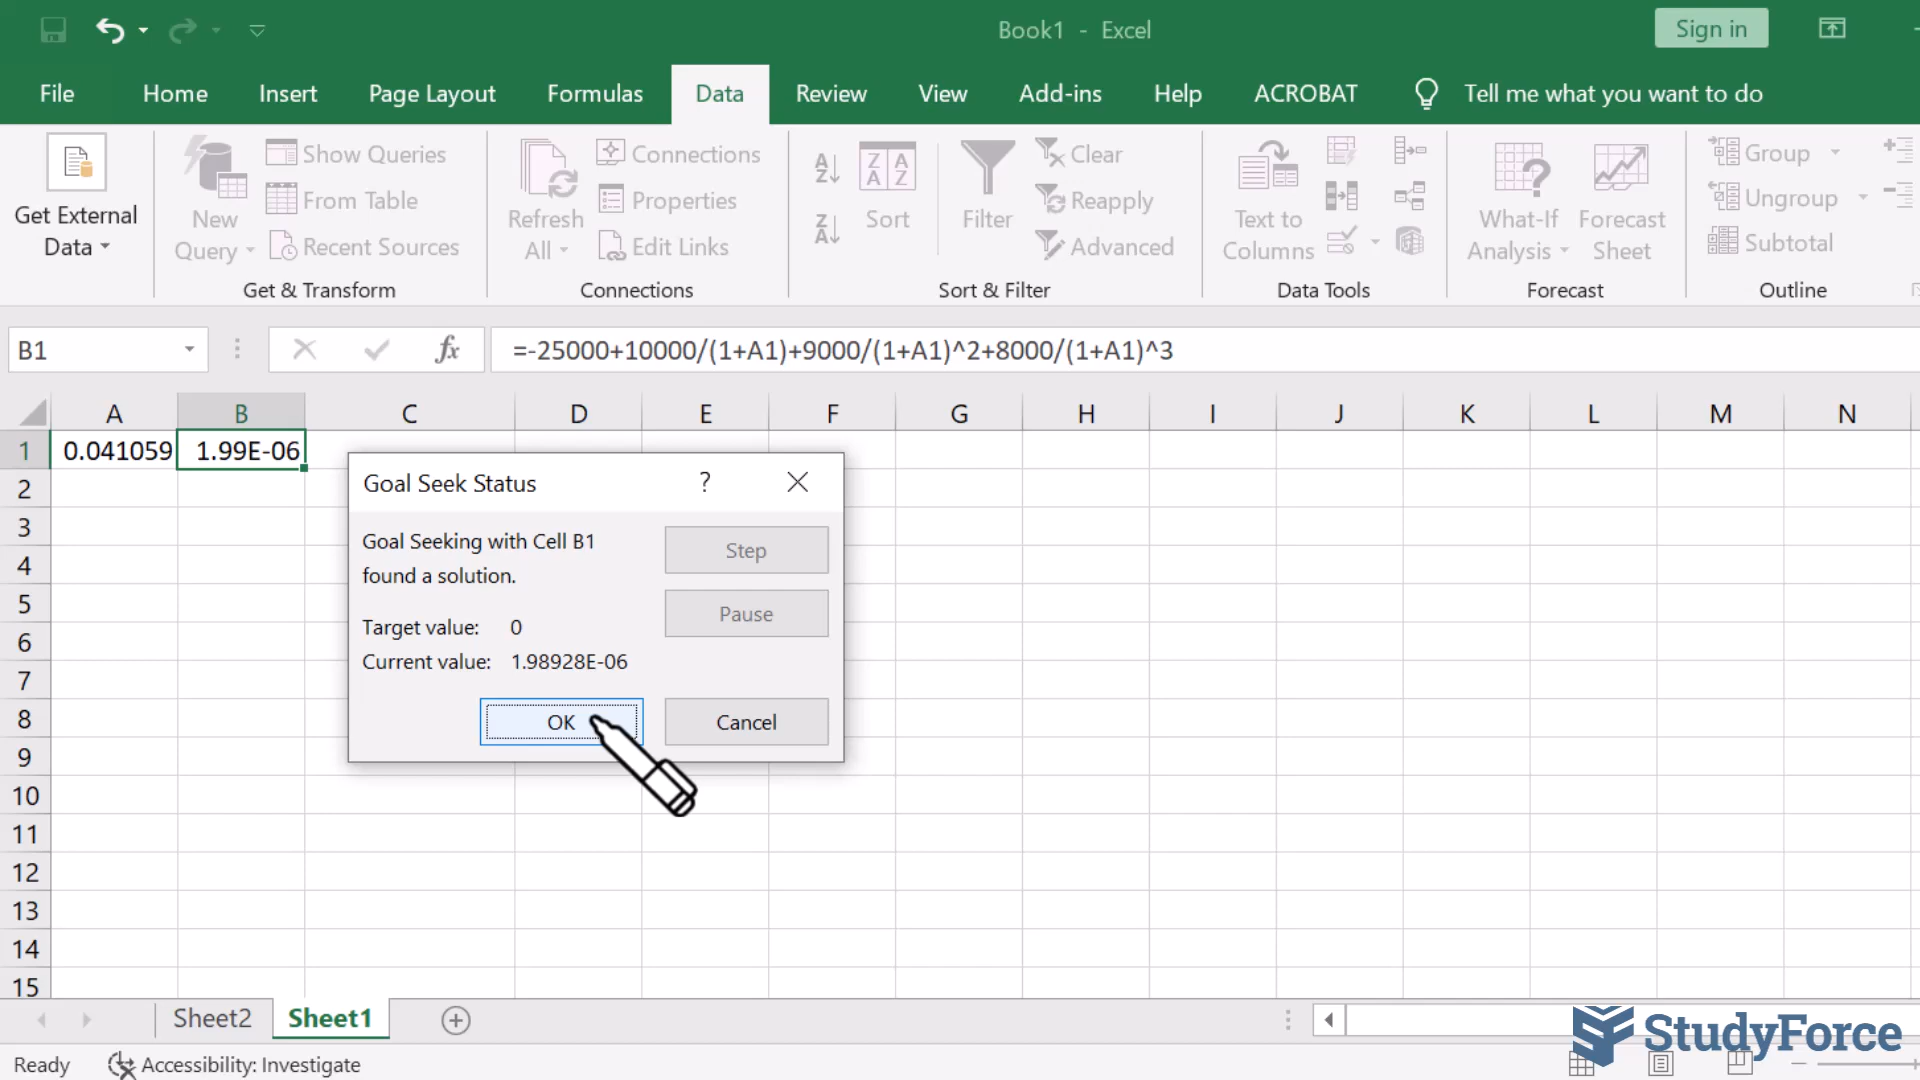 Book1 - Excel
Sign in
File Home Insert Page Layout Formulas Data Review View Add-ins Help ACROBAT Tell me what you want to do
Get External
Data
New
Query
Show Queries
From Table
Recent Sources
Get & Transform
Refresh
All
Connections
Properties
Edit Links
Connections
Sort
Filter
Clear
Reapply
Advanced
Sort & Filter
Text to
Columns
Data Tools
What-If
Analysis
Forecast
Sheet
Forecast
Group
Ungroup
Subtotal
Outline
B1
fx
=-25000+10000/(1+A1)+9000/(1+A1)^2+8000/(1+A1)^3
A B C D E F G H I J K L M N
1 0.041059 1.99E-06
2
3
4
5
6
7
8
9
10
11
12
13
14
15
Goal Seek Status ?
Goal Seeking with Cell B1
found a solution.
Target value: 0
Current value: 1.98928E-06
Step
Pause
OK
Cancel
Sheet2 Sheet1
Ready Accessibility: Investigate
StudyForce